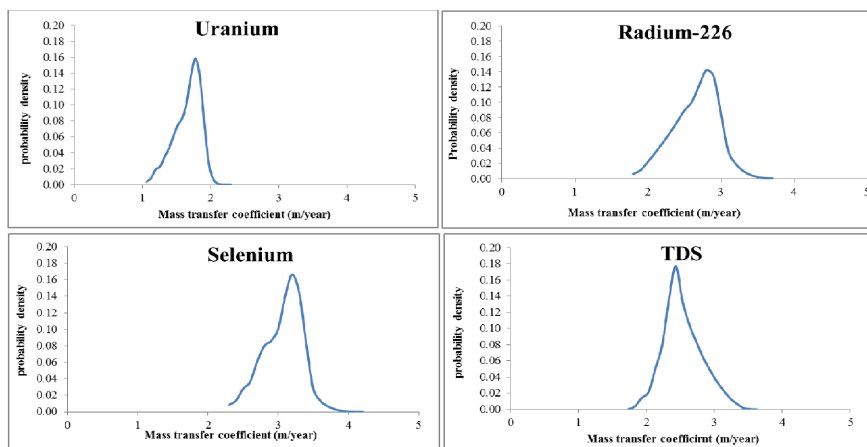 Uranium
probability density
0.20
0.18
0.16
0.14
0.12
0.10
0.08
0.06
0.04
0.02
0.00
0 1 2 3 4 5
Mass transfer coefficient (m/year)
Radium-226
Probability density
0.20
0.18
0.16
0.14
0.12
0.10
0.08
0.06
0.04
0.02
0.00
0 1 2 3 4 5
Mass transfer coefficient (m/year)
Selenium
probability density
0.20
0.18
0.16
0.14
0.12
0.10
0.08
0.06
0.04
0.02
0.00
0 1 2 3 4 5
Mass transfer coefficient (m/year)
TDS
probability density
0.20
0.18
0.16
0.14
0.12
0.10
0.08
0.06
0.04
0.02
0.00
0 1 2 3 4 5
Mass transfer coefficirnt (m/year)